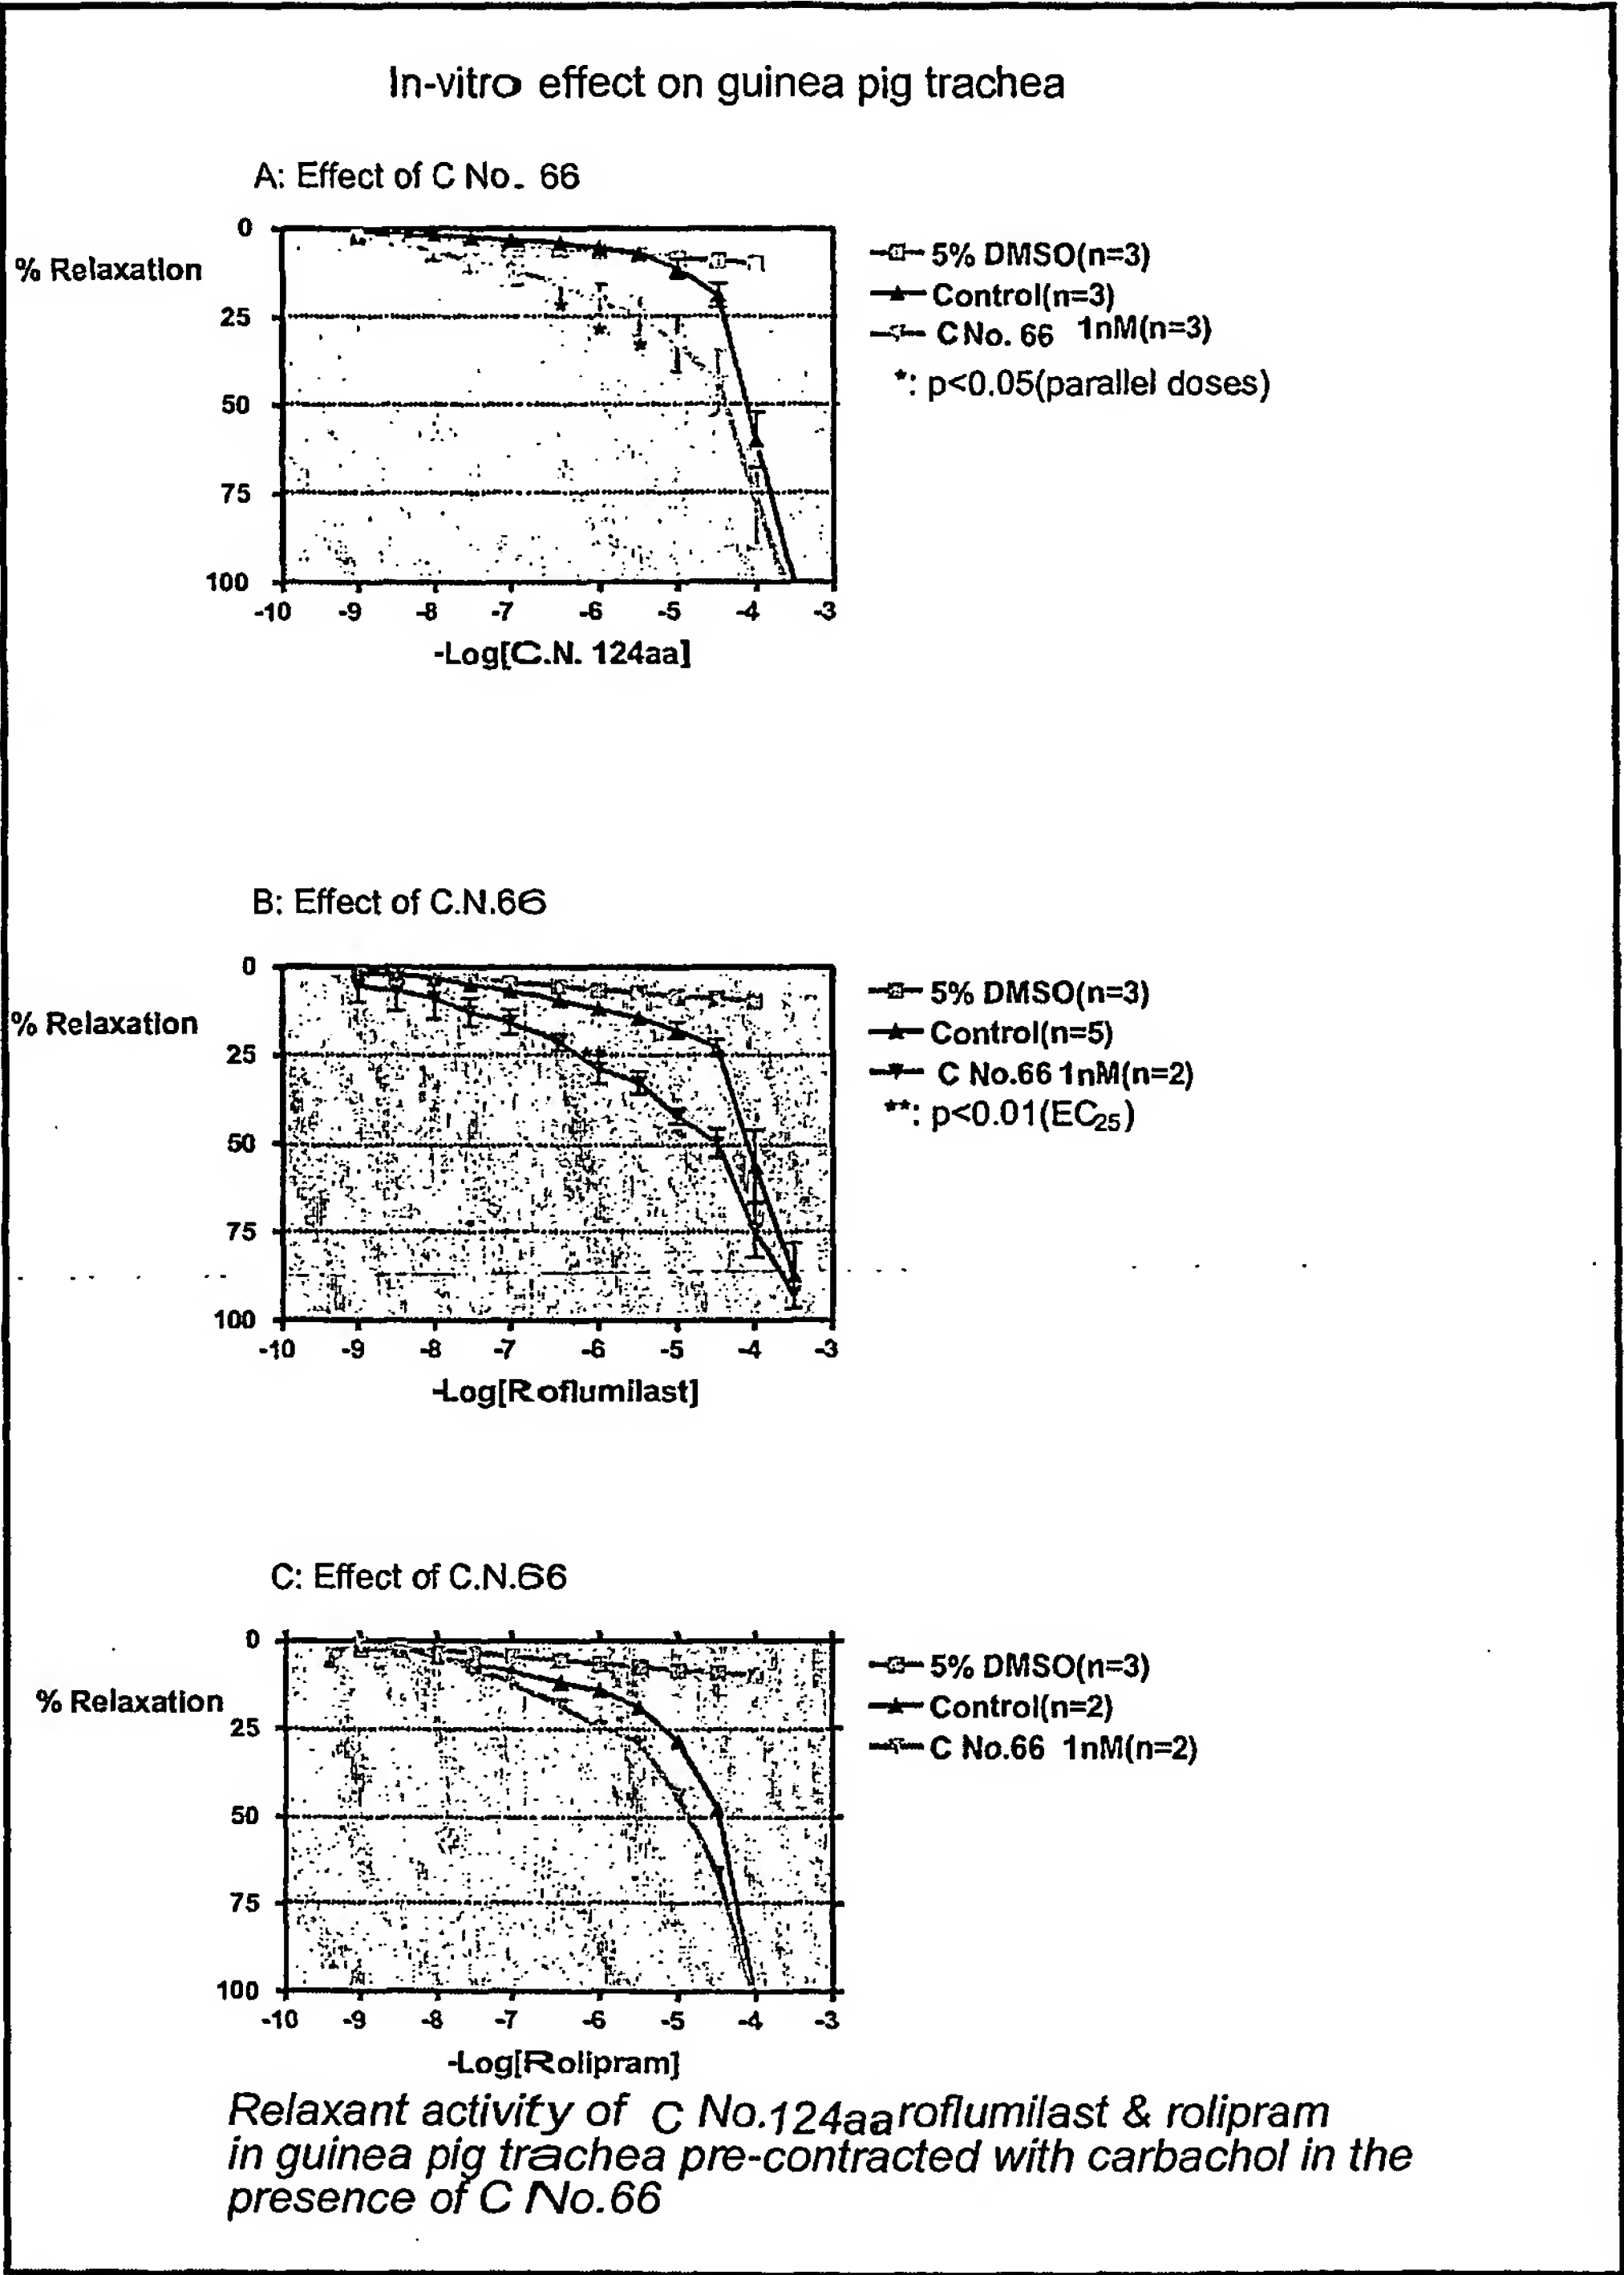 In-vitro effect on guinea pig trachea
A: Effect of C No. 66
% Relaxation
0
25
50
75
100
-10 -9 -8 -7 -6 -5 -4 -3
-Log[C.N. 124aa]
5% DMSO(n=3)
Control(n=3)
C No. 66 1nM(n=3)
*: p<0.05(parallel doses)
B: Effect of C.N.66
% Relaxation
0
25
50
75
100
-10 -9 -8 -7 -6 -5 -4 -3
-Log[Roflumilast]
5% DMSO(n=3)
Control(n=5)
C No.66 1nM(n=2)
**: p<0.01(EC25)
C: Effect of C.N.66
% Relaxation
0
25
50
75
100
-10 -9 -8 -7 -6 -5 -4 -3
-Log[Rolipram]
5% DMSO(n=3)
Control(n=2)
C No.66 1nM(n=2)
Relaxant activity of C No.124aa roflumilast & rolipram
in guinea pig trachea pre-contracted with carbachol in the
presence of C No.66